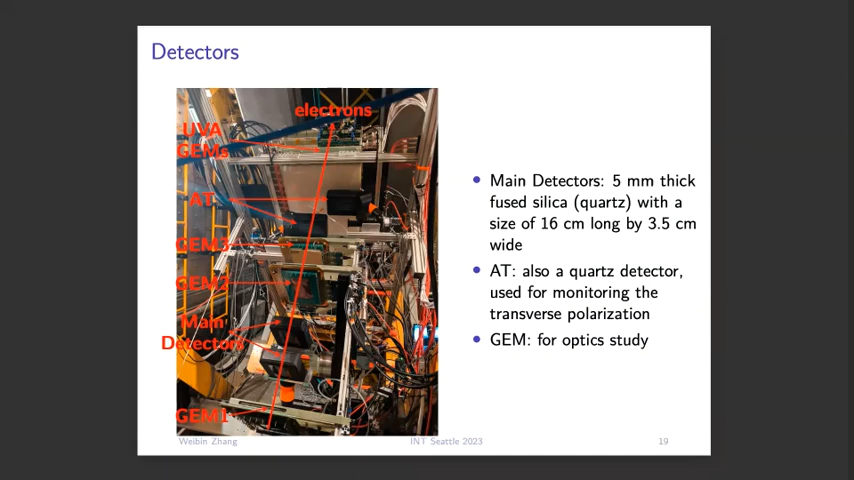 Detectors
electrons
UVA
GEMs
AT
GEM3
GEM2
Main
Detectors
GEM1
• Main Detectors: 5 mm thick
fused silica (quartz) with a
size of 16 cm long by 3.5 cm
wide
• AT: also a quartz detector,
used for monitoring the
transverse polarization
• GEM: for optics study
Weibin Zhang
INT Seattle 2023
19